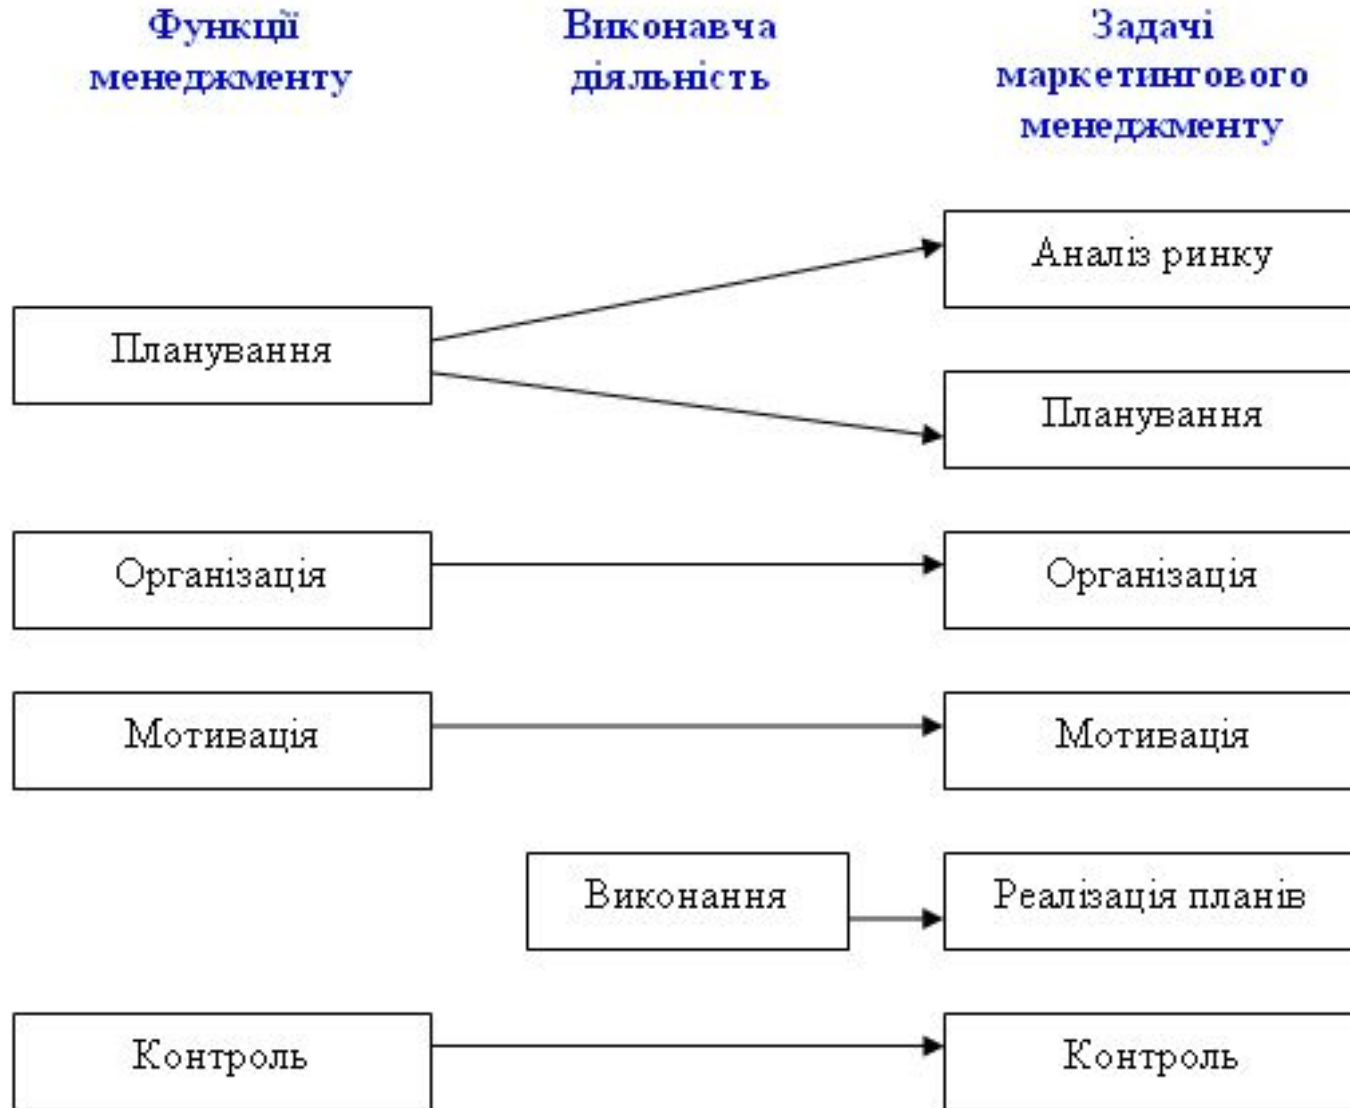 Функції
менеджменту
Виконавча
діяльність
Задачі
маркетингового
менеджменту
Аналіз ринку
Планування
Планування
Організація
Організація
Мотивація
Мотивація
Виконання
Реалізація планів
Контроль
Контроль